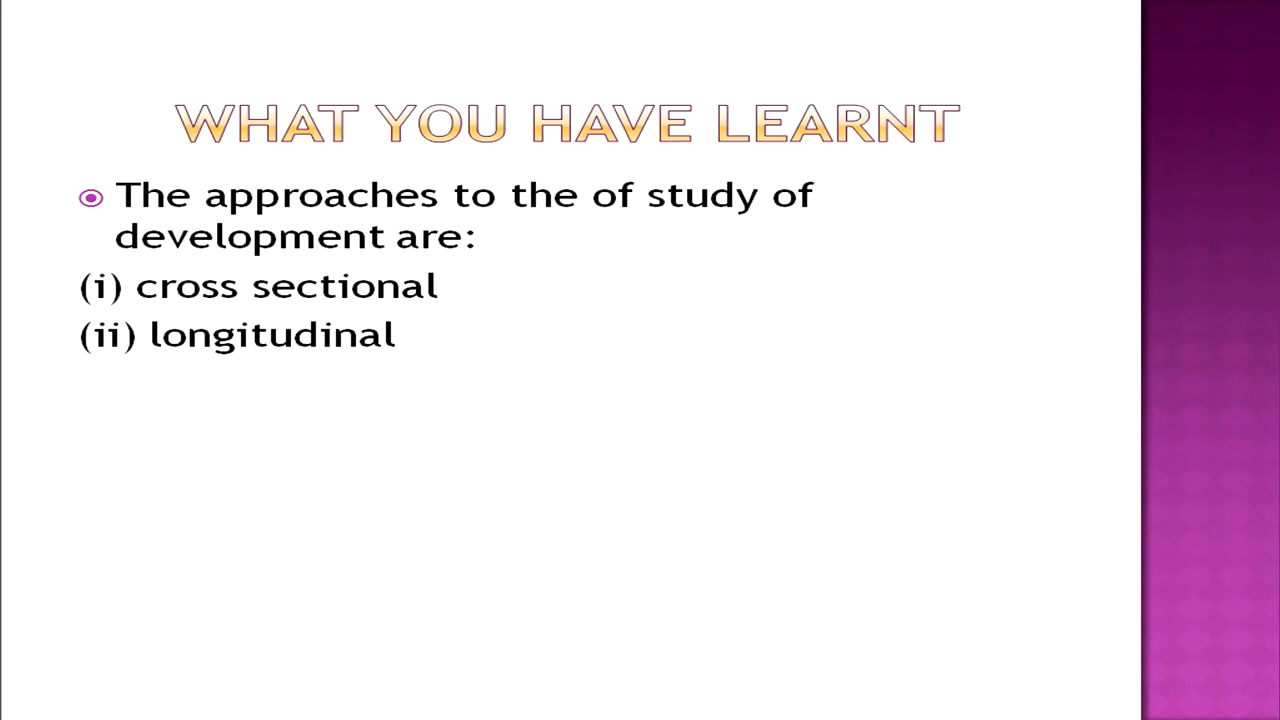 WHAT YOU HAVE LEARNT
The approaches to the of study of
development are:
(i) cross sectional
(ii) longitudinal